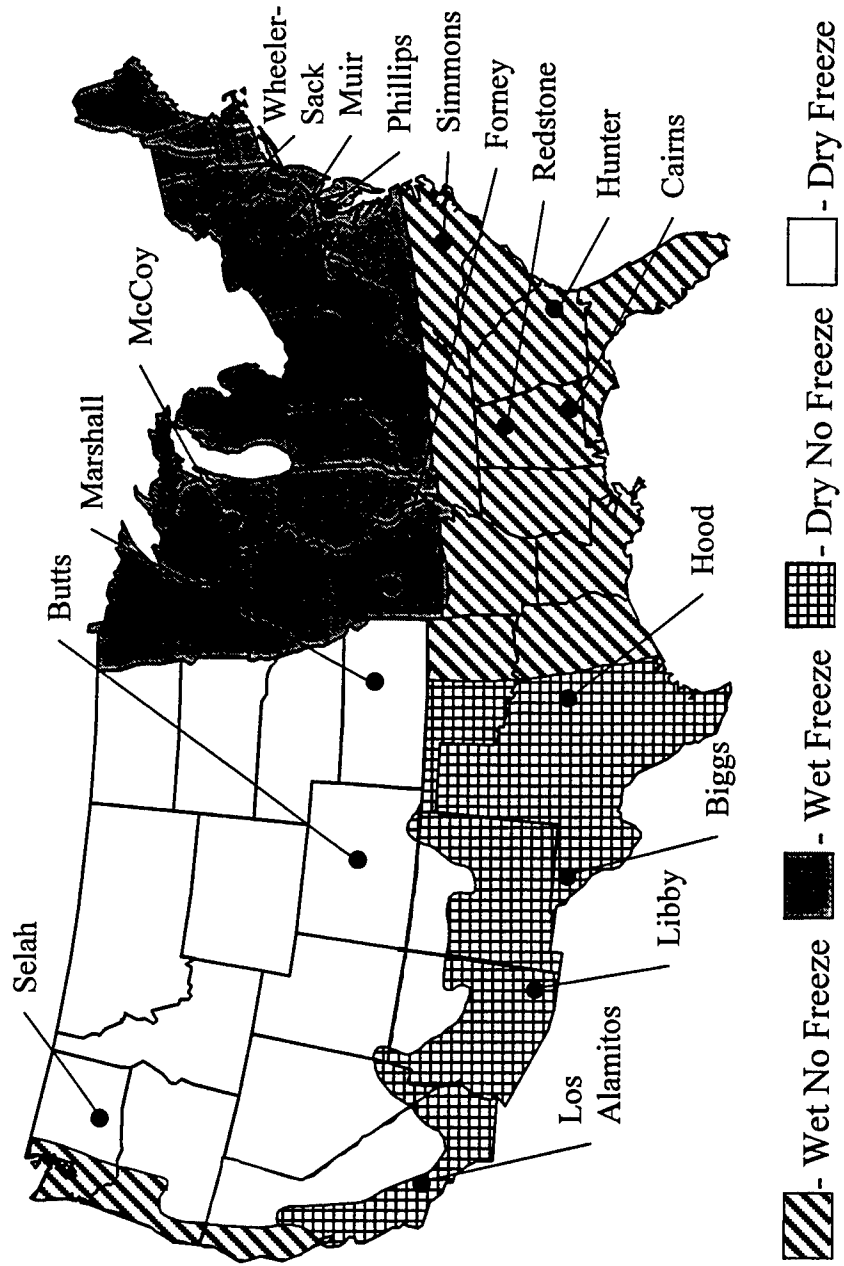 Selah
Butts
Marshall
McCoy
Wheeler-
Sack
Muir
Phillips
Simmons
Forney
Redstone
Hunter
Cairns
Hood
Biggs
Libby
Los
Alamitos
- Wet No Freeze
- Wet Freeze
- Dry No Freeze
- Dry Freeze